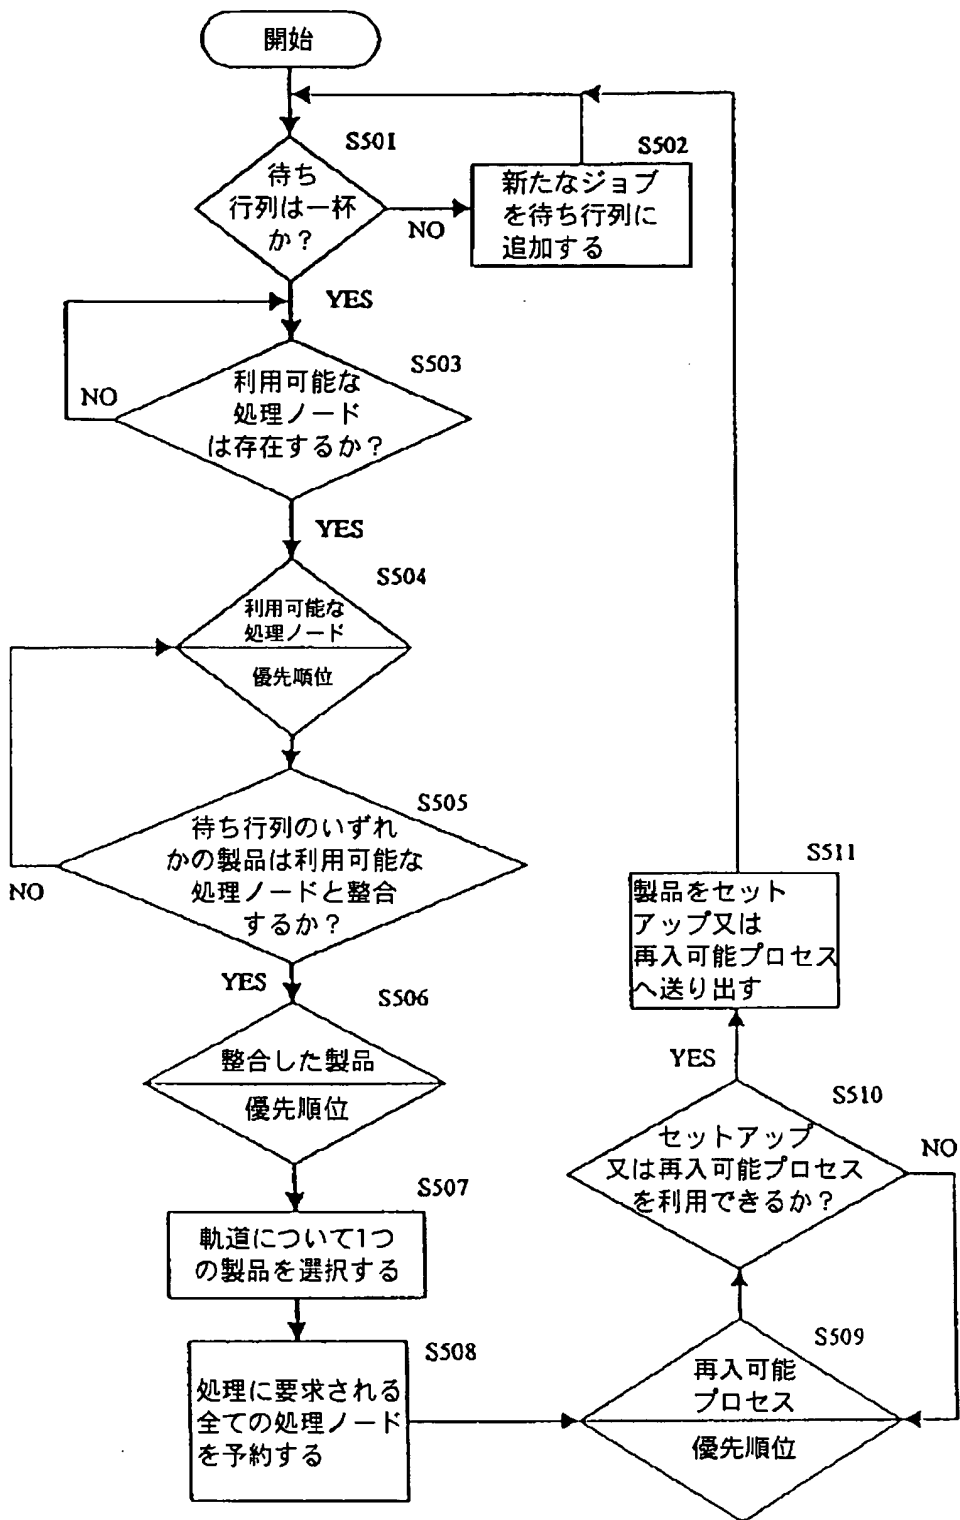 開始
S501
待ち
行列は一杯
か？
NO
S502
新たなジョブ
を待ち行列に
追加する
YES
S503
利用可能な
処理ノード
は存在するか？
NO
YES
S504
利用可能な
処理ノード
優先順位
S505
待ち行列のいずれ
かの製品は利用可能な
処理ノードと整合
するか？
NO
YES
S506
整合した製品
優先順位
S507
軌道について1つ
の製品を選択する
S508
処理に要求される
全ての処理ノード
を予約する
S509
再入可能
プロセス
優先順位
S510
セットアップ
又は再入可能プロセス
を利用できるか？
NO
YES
S511
製品をセット
アップ又は
再入可能プロセス
へ送り出す